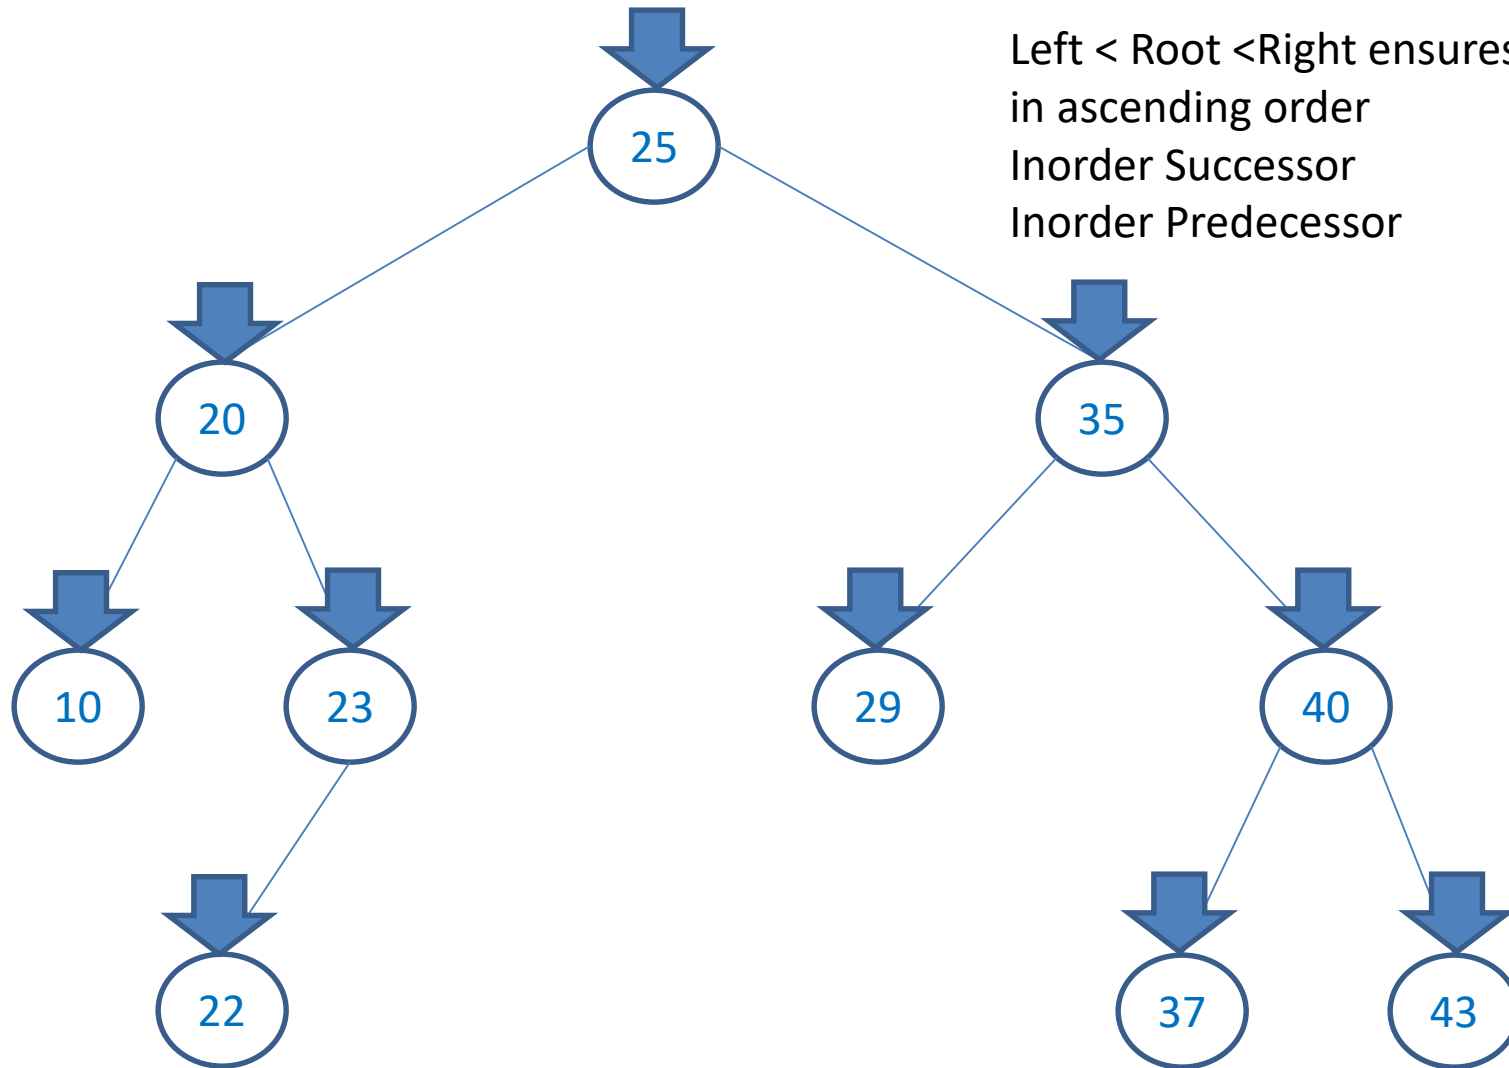 Left < Root <Right ensures
in ascending order
Inorder Successor
Inorder Predecessor
25
20
35
10
23
29
40
22
37
43